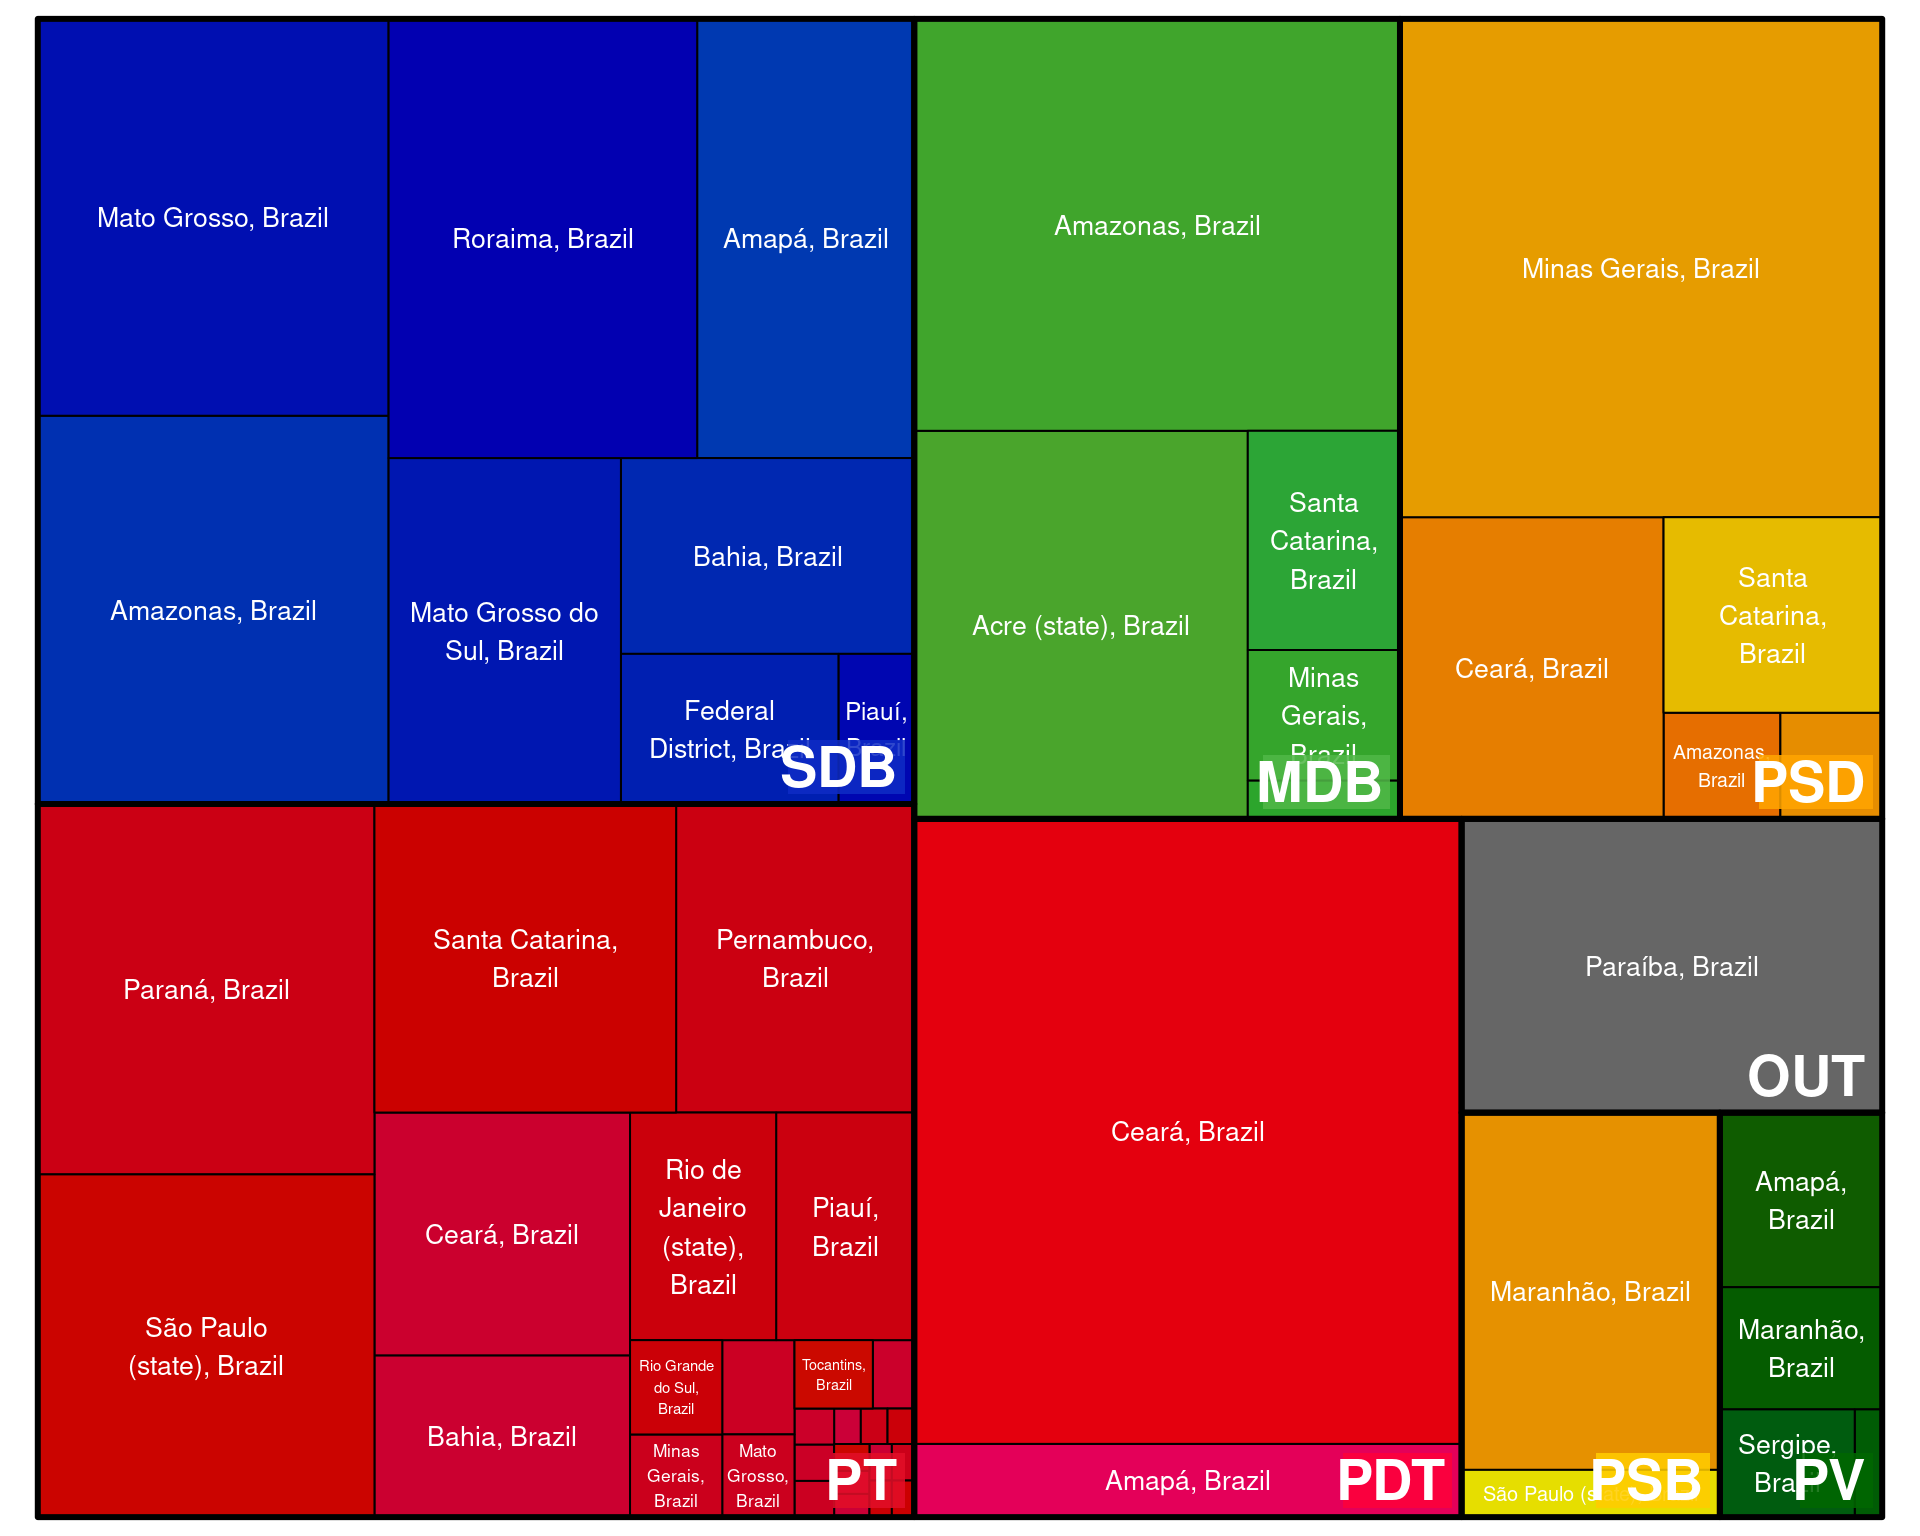 Mato Grosso, Brazil
Roraima, Brazil
Amapá, Brazil
Amazonas, Brazil
Mato Grosso do
Sul, Brazil
Bahia, Brazil
Federal
District, Brazil
Piauí,
Brazil
SDB
Amazonas, Brazil
Acre (state), Brazil
Santa
Catarina,
Brazil
Minas
Gerais,
Brazil
MDB
Minas Gerais, Brazil
Ceará, Brazil
Santa
Catarina,
Brazil
Amazonas,
Brazil
PSD
Paraná, Brazil
Santa Catarina,
Brazil
Pernambuco,
Brazil
São Paulo
(state), Brazil
Ceará, Brazil
Rio de
Janeiro
(state),
Brazil
Piauí,
Brazil
Bahia, Brazil
Rio Grande
do Sul,
Brazil
Tocantins,
Brazil
Minas
Gerais,
Brazil
Mato
Grosso,
Brazil
PT
Ceará, Brazil
Amapá, Brazil
PDT
Paraíba, Brazil
OUT
Maranhão, Brazil
São Paulo
PSB
Amapá,
Brazil
Maranhão,
Brazil
Sergipe,
Brazil
PV